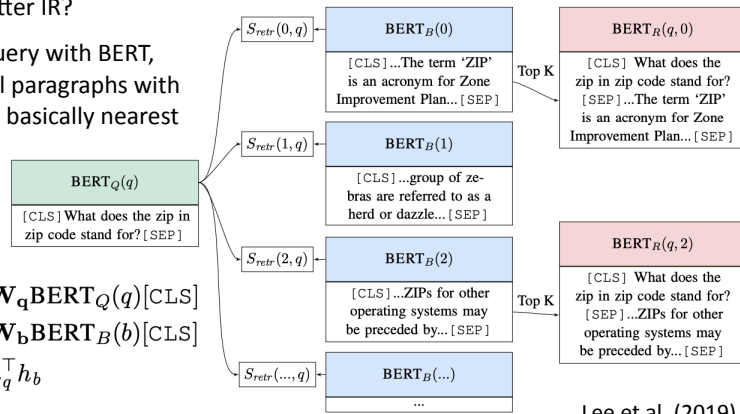 tter IR?
uery with BERT,
l paragraphs with
basically nearest
BERT_Q(q)
[CLS]What does the zip in
zip code stand for?[SEP]
W_q BERT_Q(q)[CLS]
W_b BERT_B(b)[CLS]
q^⊤ h_b
S_retr(0, q)
S_retr(1, q)
S_retr(2, q)
S_retr(..., q)
BERT_B(0)
[CLS]...The term ‘ZIP’
is an acronym for Zone
Improvement Plan...[SEP]
BERT_B(1)
[CLS]...group of ze-
bras are referred to as a
herd or dazzle...[SEP]
BERT_B(2)
[CLS]...ZIPs for other
operating systems may
be preceded by...[SEP]
BERT_B(...)
...
Top K
Top K
BERT_R(q, 0)
[CLS] What does the
zip in zip code stand for?
[SEP]...The term ‘ZIP’
is an acronym for Zone
Improvement Plan...[SEP]
BERT_R(q, 2)
[CLS] What does the
zip in zip code stand for?
[SEP]...ZIPs for other
operating systems may
be preceded by...[SEP]
Lee et al. (2019)